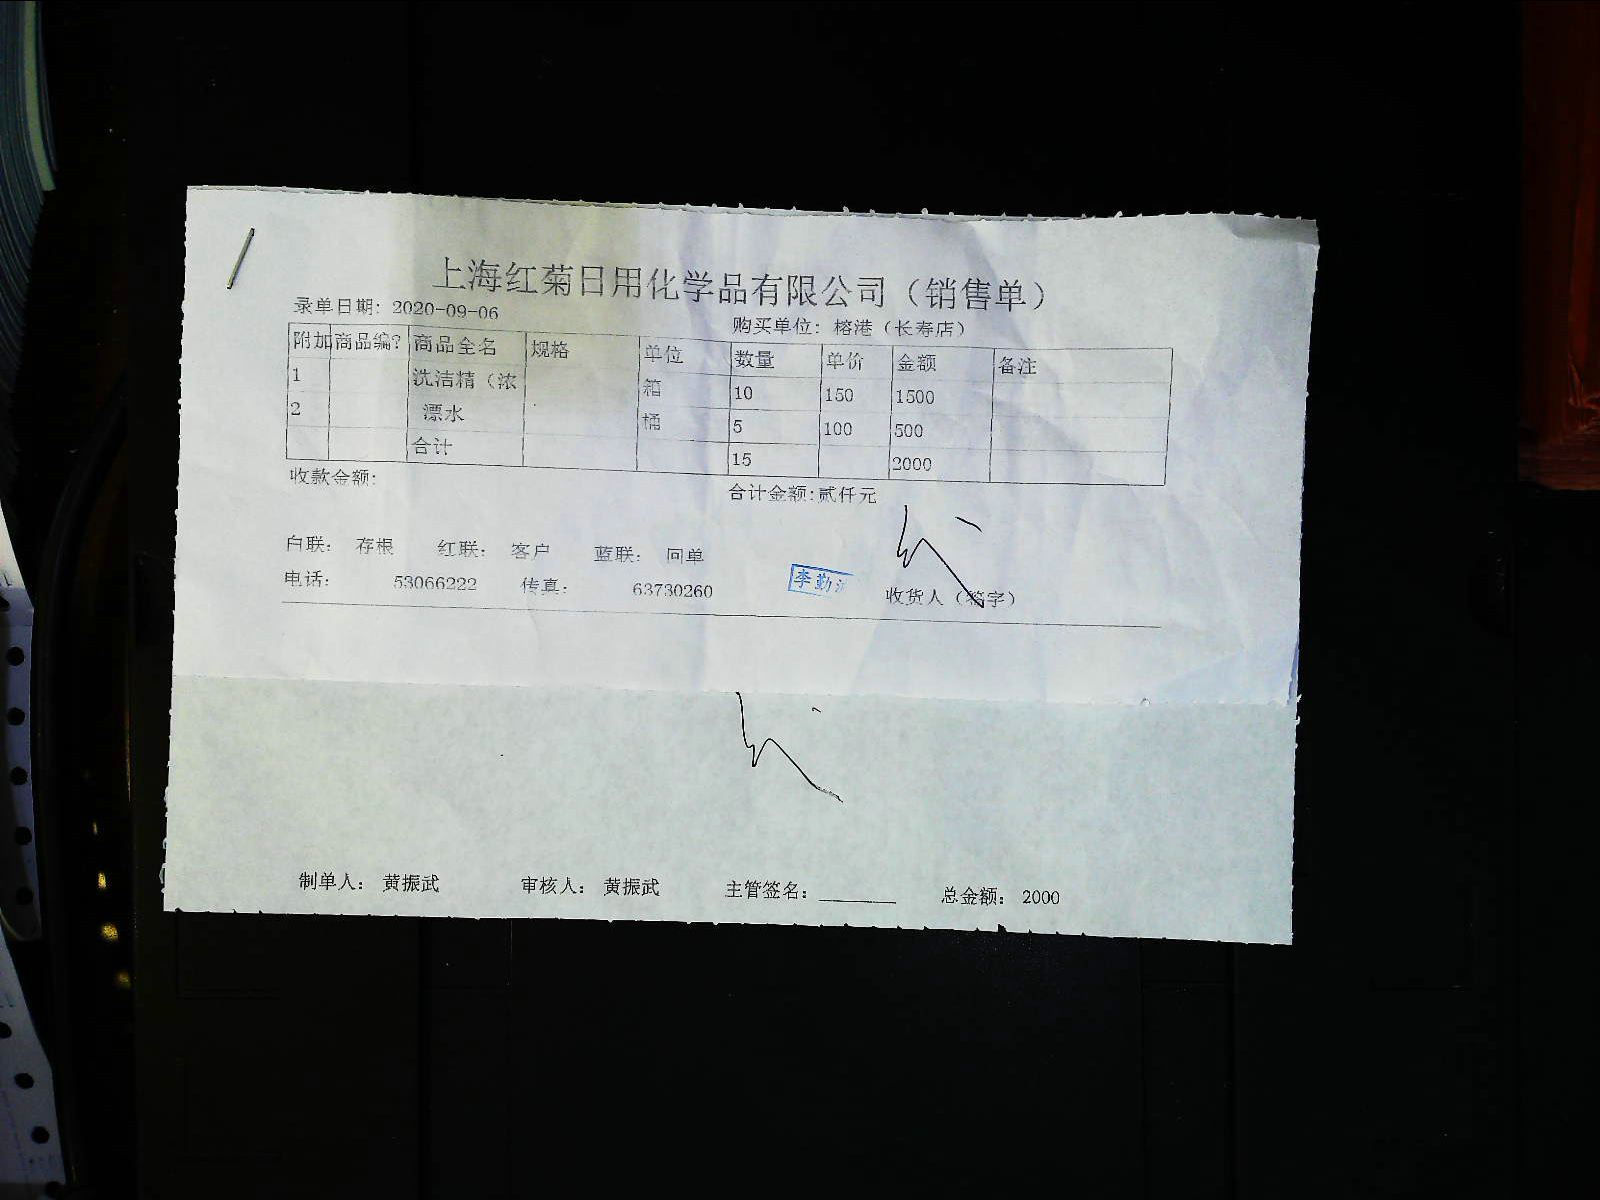 上海红菊日用化学品有限公司（销售单）
录单日期: 2020-09-06 购买单位: 榕港（长寿店）
附加 商品编? 商品全名 规格 单位 数量 单价 金额 备注
1 洗洁精（浓 箱 10 150 1500
2 漂水 桶 5 100 500
合计 15 2000
收款金额: 合计金额:贰仟元
白联: 存根 红联: 客户 蓝联: 回单
电话: 53066222 传真: 63730260 李勤 收货人（签字）
制单人: 黄振武 审核人: 黄振武 主管签名:________ 总金额: 2000